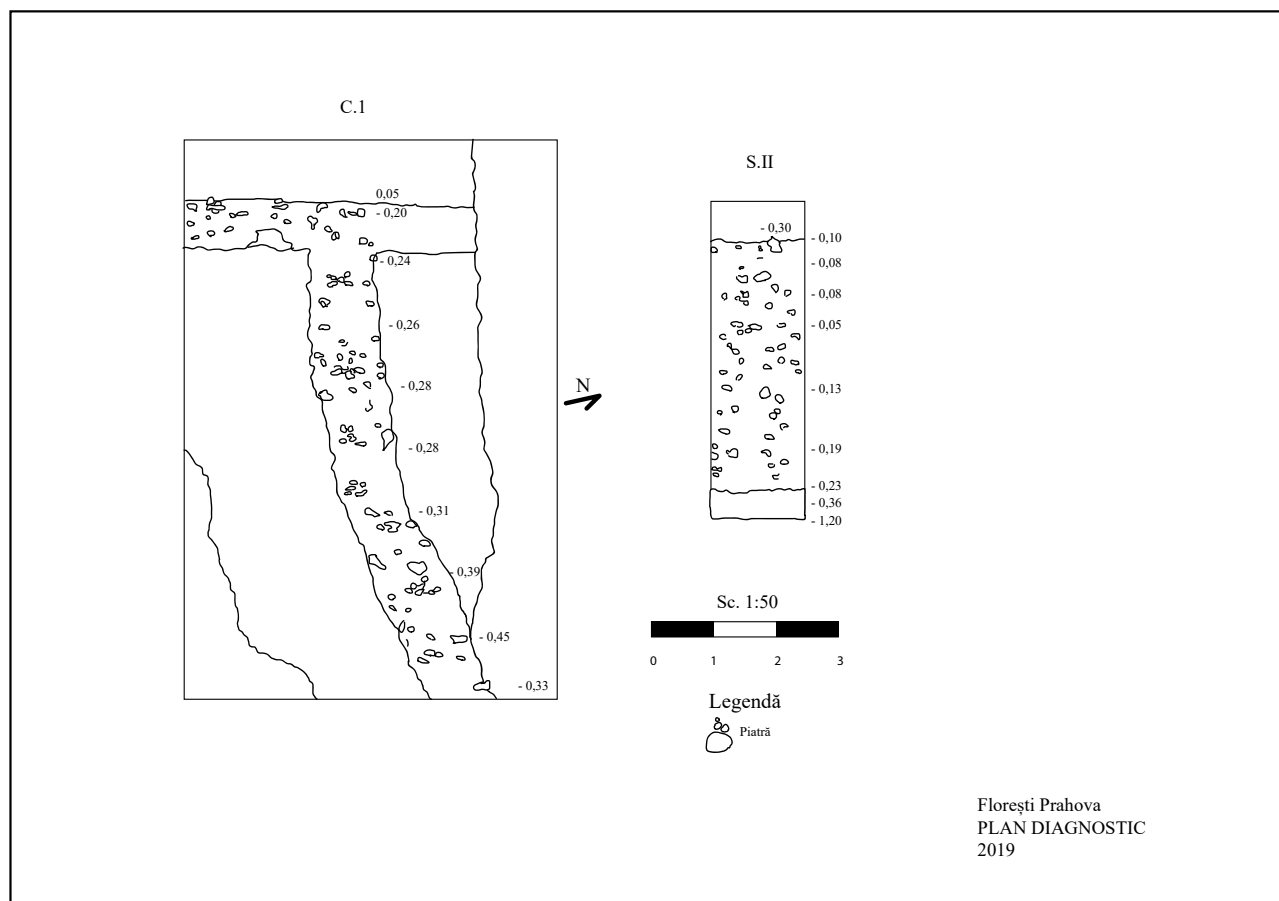 C.1
0,05
- 0,20
- 0,24
- 0,26
- 0,28
- 0,28
- 0,31
- 0,39
- 0,45
- 0,33
N
S.II
- 0,30
- 0,10
- 0,08
- 0,08
- 0,05
- 0,13
- 0,19
- 0,23
- 0,36
- 1,20
Sc. 1:50
0 1 2 3
Legendă
Piatră
Florești Prahova
PLAN DIAGNOSTIC
2019